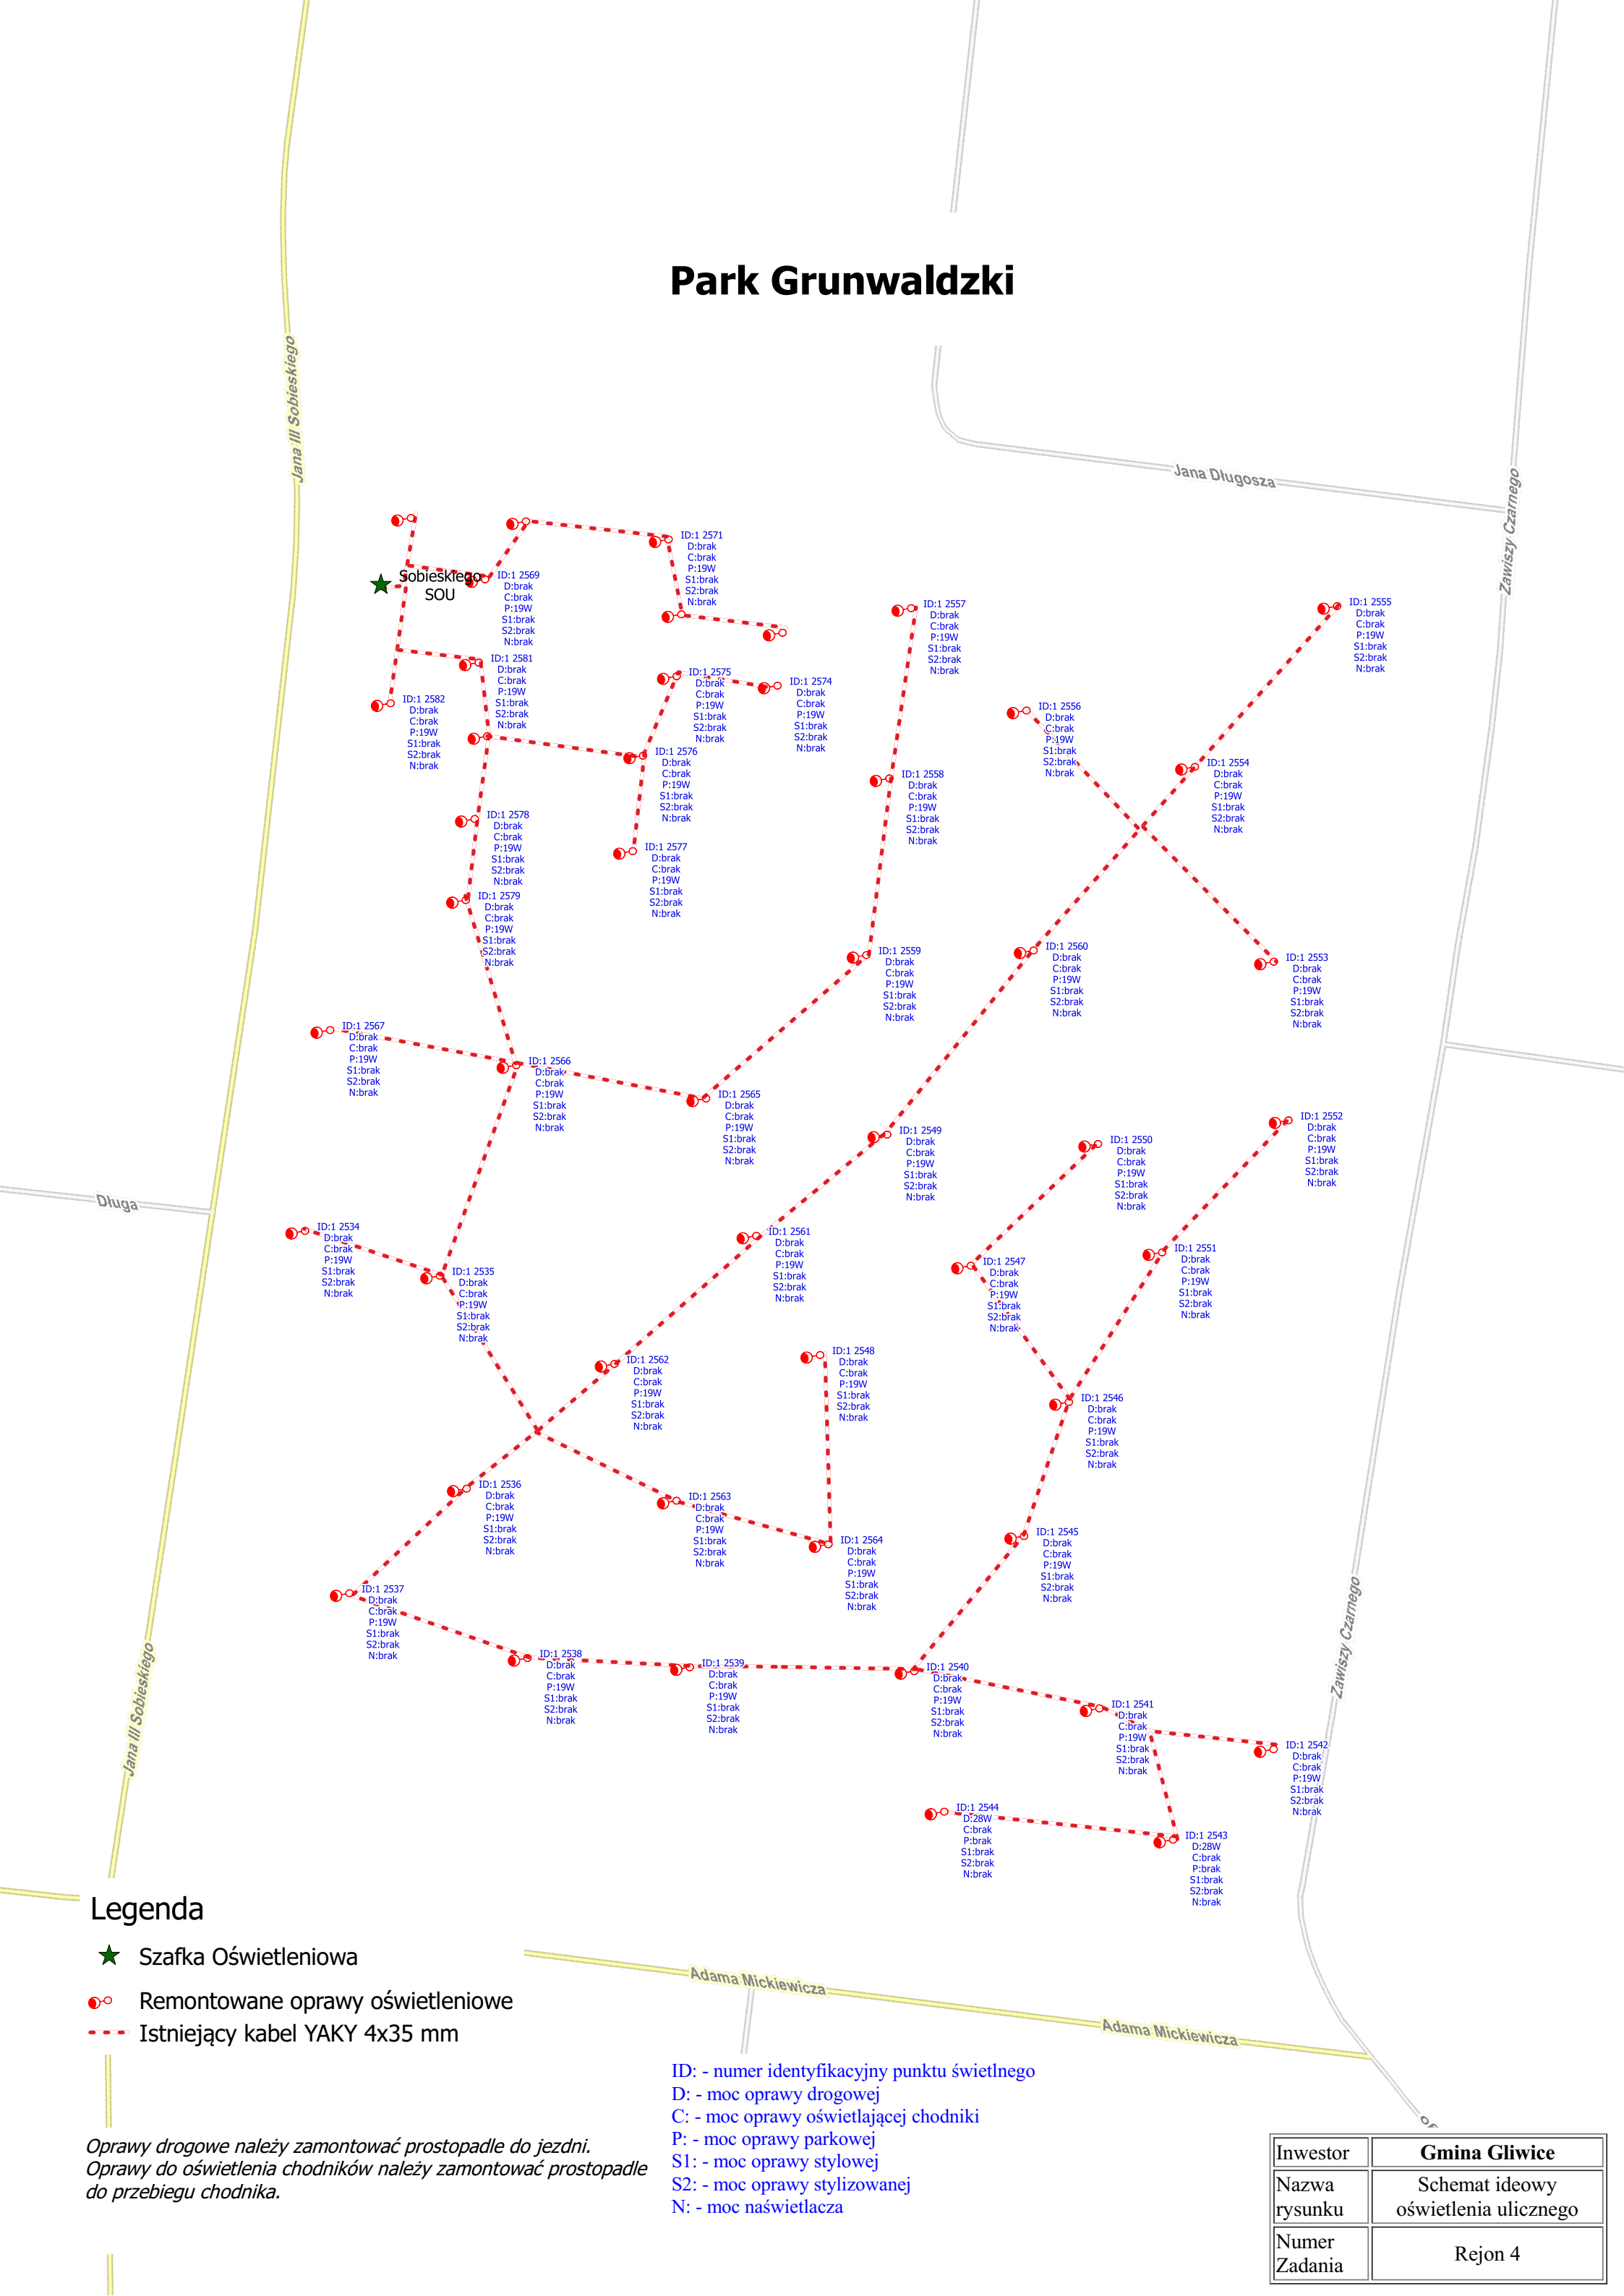 Park Grunwaldzki
Jana III Sobieskiego
Jana Długosza
Zawiszy Czarnego
Sobieskiego
SOU
ID:1 2569
D:brak
C:brak
P:19W
S1:brak
S2:brak
N:brak
ID:1 2571
D:brak
C:brak
P:19W
S1:brak
S2:brak
N:brak
ID:1 2557
D:brak
C:brak
P:19W
S1:brak
S2:brak
N:brak
ID:1 2555
D:brak
C:brak
P:19W
S1:brak
S2:brak
N:brak
ID:1 2581
D:brak
C:brak
P:19W
S1:brak
S2:brak
N:brak
ID:1 2582
D:brak
C:brak
P:19W
S1:brak
S2:brak
N:brak
ID:1 2575
D:brak
C:brak
P:19W
S1:brak
S2:brak
N:brak
ID:1 2574
D:brak
C:brak
P:19W
S1:brak
S2:brak
N:brak
ID:1 2556
D:brak
C:brak
P:19W
S1:brak
S2:brak
N:brak
ID:1 2576
D:brak
C:brak
P:19W
S1:brak
S2:brak
N:brak
ID:1 2558
D:brak
C:brak
P:19W
S1:brak
S2:brak
N:brak
ID:1 2554
D:brak
C:brak
P:19W
S1:brak
S2:brak
N:brak
ID:1 2578
D:brak
C:brak
P:19W
S1:brak
S2:brak
N:brak
ID:1 2577
D:brak
C:brak
P:19W
S1:brak
S2:brak
N:brak
ID:1 2579
D:brak
C:brak
P:19W
S1:brak
S2:brak
N:brak
ID:1 2559
D:brak
C:brak
P:19W
S1:brak
S2:brak
N:brak
ID:1 2560
D:brak
C:brak
P:19W
S1:brak
S2:brak
N:brak
ID:1 2553
D:brak
C:brak
P:19W
S1:brak
S2:brak
N:brak
ID:1 2567
D:brak
C:brak
P:19W
S1:brak
S2:brak
N:brak
ID:1 2566
D:brak
C:brak
P:19W
S1:brak
S2:brak
N:brak
ID:1 2565
D:brak
C:brak
P:19W
S1:brak
S2:brak
N:brak
ID:1 2549
D:brak
C:brak
P:19W
S1:brak
S2:brak
N:brak
ID:1 2550
D:brak
C:brak
P:19W
S1:brak
S2:brak
N:brak
ID:1 2552
D:brak
C:brak
P:19W
S1:brak
S2:brak
N:brak
Długa
ID:1 2534
D:brak
C:brak
P:19W
S1:brak
S2:brak
N:brak
ID:1 2535
D:brak
C:brak
P:19W
S1:brak
S2:brak
N:brak
ID:1 2561
D:brak
C:brak
P:19W
S1:brak
S2:brak
N:brak
ID:1 2547
D:brak
C:brak
P:19W
S1:brak
S2:brak
N:brak
ID:1 2551
D:brak
C:brak
P:19W
S1:brak
S2:brak
N:brak
ID:1 2562
D:brak
C:brak
P:19W
S1:brak
S2:brak
N:brak
ID:1 2548
D:brak
C:brak
P:19W
S1:brak
S2:brak
N:brak
ID:1 2546
D:brak
C:brak
P:19W
S1:brak
S2:brak
N:brak
ID:1 2536
D:brak
C:brak
P:19W
S1:brak
S2:brak
N:brak
ID:1 2563
D:brak
C:brak
P:19W
S1:brak
S2:brak
N:brak
ID:1 2564
D:brak
C:brak
P:19W
S1:brak
S2:brak
N:brak
ID:1 2545
D:brak
C:brak
P:19W
S1:brak
S2:brak
N:brak
ID:1 2537
D:brak
C:brak
P:19W
S1:brak
S2:brak
N:brak
Zawiszy Czarnego
Jana III Sobieskiego
ID:1 2538
D:brak
C:brak
P:19W
S1:brak
S2:brak
N:brak
ID:1 2539
D:brak
C:brak
P:19W
S1:brak
S2:brak
N:brak
ID:1 2540
D:brak
C:brak
P:19W
S1:brak
S2:brak
N:brak
ID:1 2541
D:brak
C:brak
P:19W
S1:brak
S2:brak
N:brak
ID:1 2542
D:brak
C:brak
P:19W
S1:brak
S2:brak
N:brak
ID:1 2544
D:28W
C:brak
P:brak
S1:brak
S2:brak
N:brak
ID:1 2543
D:28W
C:brak
P:brak
S1:brak
S2:brak
N:brak
Legenda
Szafka Oświetleniowa
Remontowane oprawy oświetleniowe
Istniejący kabel YAKY 4x35 mm
Adama Mickiewicza
Adama Mickiewicza
ID: - numer identyfikacyjny punktu świetlnego
D: - moc oprawy drogowej
C: - moc oprawy oświetlającej chodniki
P: - moc oprawy parkowej
S1: - moc oprawy stylowej
S2: - moc oprawy stylizowanej
N: - moc naświetlacza
Oprawy drogowe należy zamontować prostopadle do jezdni.
Oprawy do oświetlenia chodników należy zamontować prostopadle
do przebiegu chodnika.
Inwestor Gmina Gliwice
Nazwa rysunku Schemat ideowy
oświetlenia ulicznego
Numer Zadania Rejon 4